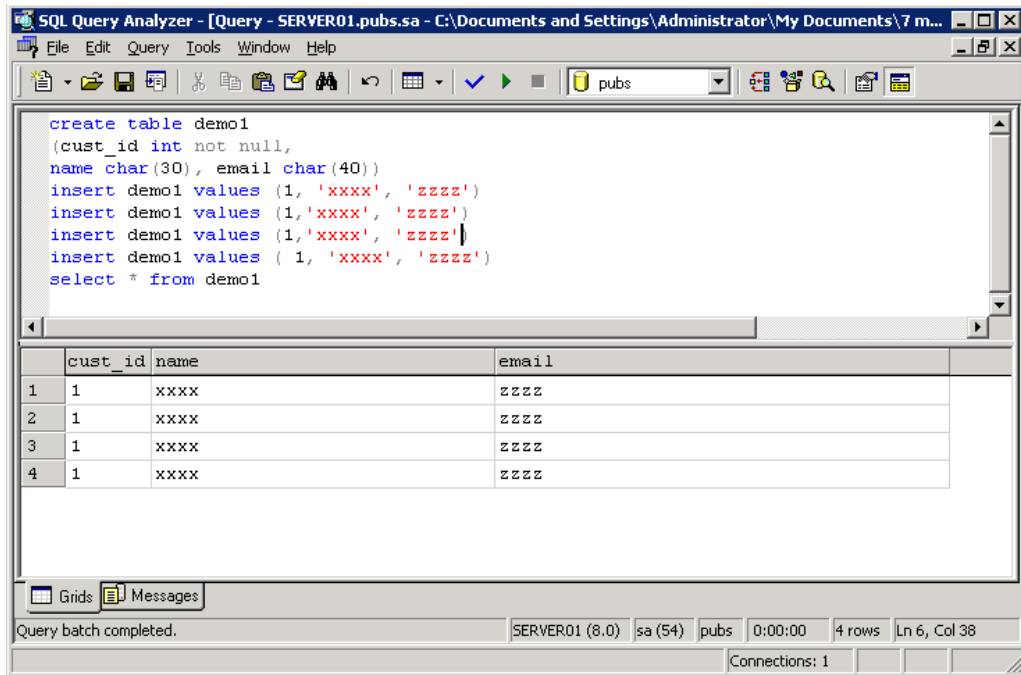 SQL Query Analyzer - [Query - SERVER01.pubs.sa - C:\Documents and Settings\Administrator\My Documents\7 m...
File Edit Query Tools Window Help
pubs
create table demo1
(cust_id int not null,
name char(30), email char(40))
insert demo1 values (1, 'xxxx', 'zzzz')
insert demo1 values (1,'xxxx', 'zzzz')
insert demo1 values (1,'xxxx', 'zzzz')
insert demo1 values ( 1, 'xxxx', 'zzzz')
select * from demo1
cust_id name email
1 1 xxxx zzzz
2 1 xxxx zzzz
3 1 xxxx zzzz
4 1 xxxx zzzz
Grids Messages
Query batch completed. SERVER01 (8.0) sa (54) pubs 0:00:00 4 rows Ln 6, Col 38
Connections: 1